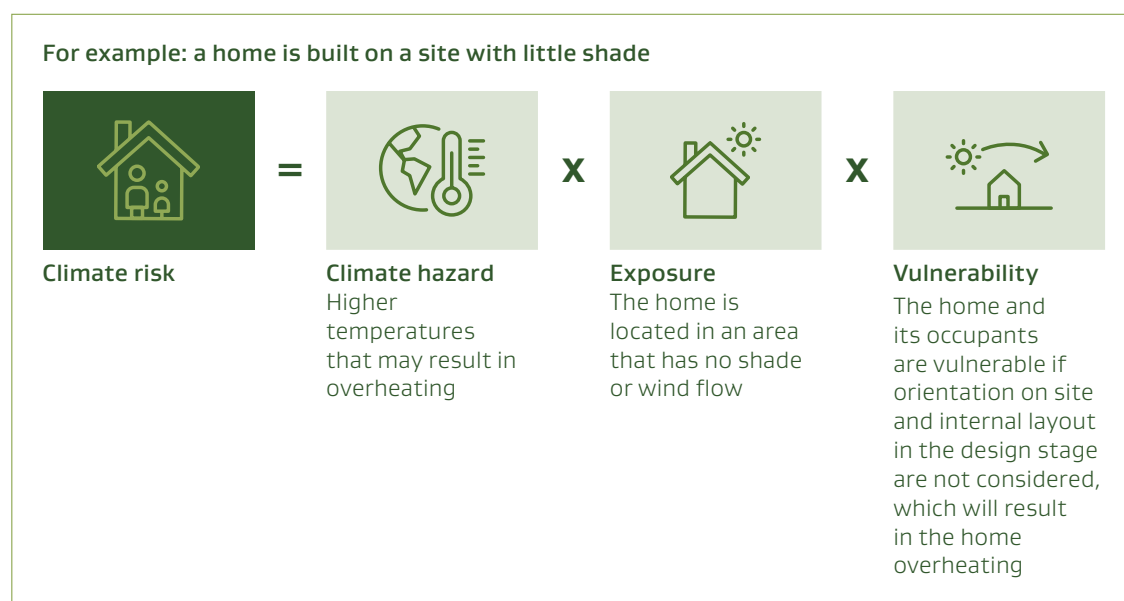 For example: a home is built on a site with little shade
=
X
X
Climate risk
Climate hazard
Higher
temperatures
that may result in
overheating
Exposure
The home is
located in an area
that has no shade
or wind flow
Vulnerability
The home and
its occupants
are vulnerable if
orientation on site
and internal layout
in the design stage
are not considered,
which will result
in the home
overheating